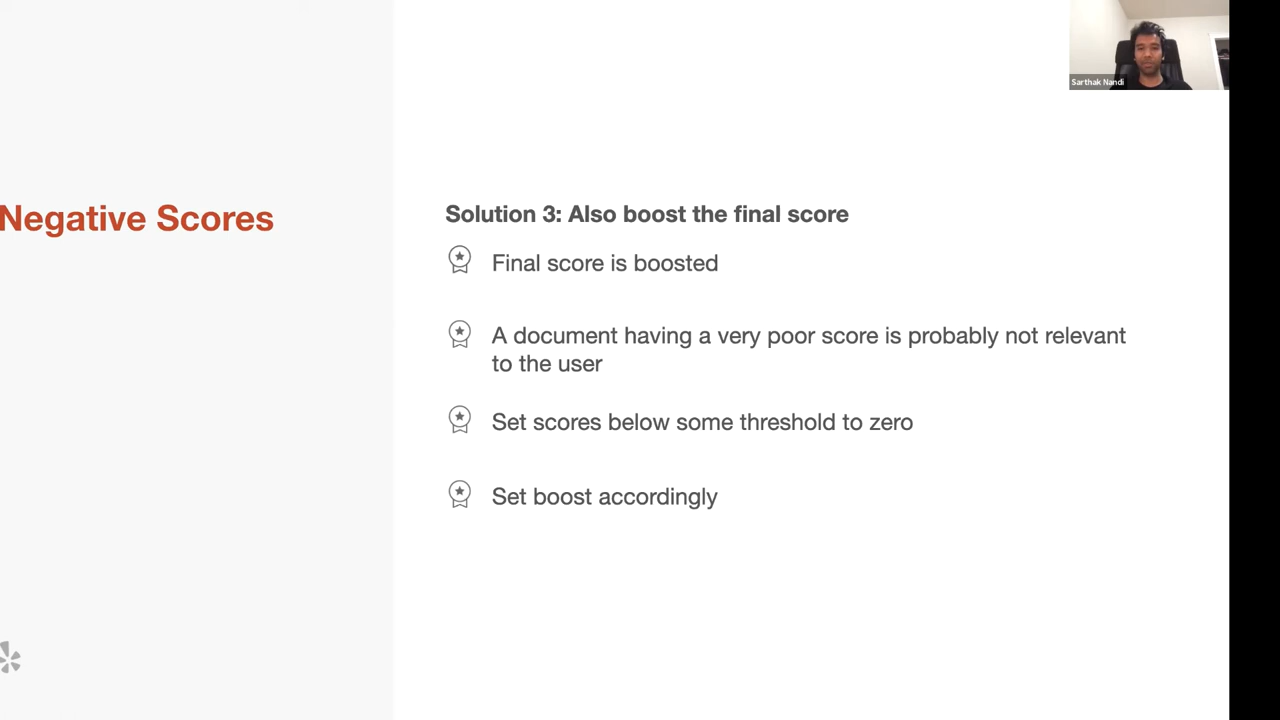 Sarthak Nandi
Negative Scores
Solution 3: Also boost the final score
Final score is boosted
A document having a very poor score is probably not relevant
to the user
Set scores below some threshold to zero
Set boost accordingly